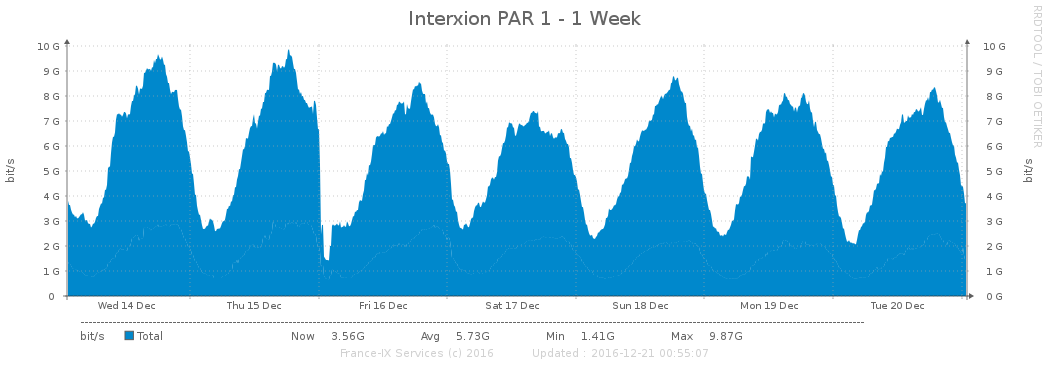 Interxion PAR 1 - 1 Week
RRDTOOL / TOBI OETIKER
bit/s
bit/s
10 G 10 G
9 G 9 G
8 G 8 G
7 G 7 G
6 G 6 G
5 G 5 G
4 G 4 G
3 G 3 G
2 G 2 G
1 G 1 G
0 0 G
Wed 14 Dec Thu 15 Dec Fri 16 Dec Sat 17 Dec Sun 18 Dec Mon 19 Dec Tue 20 Dec
bit/s Total Now 3.56G Avg 5.73G Min 1.41G Max 9.87G
France-IX Services (c) 2016 Updated : 2016-12-21 00:55:07